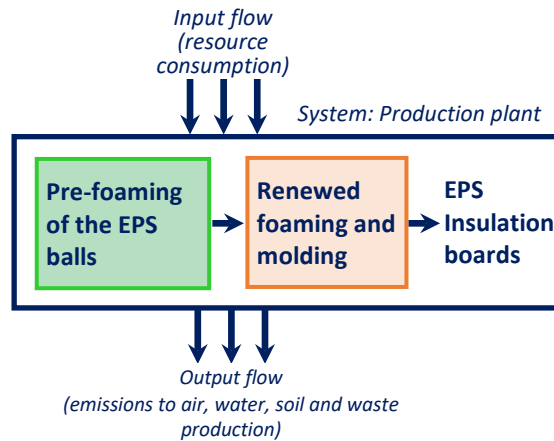 Input flow
(resource
consumption)
System: Production plant
Pre-foaming
of the EPS
balls
Renewed
foaming and
molding
EPS
Insulation
boards
Output flow
(emissions to air, water, soil and waste
production)